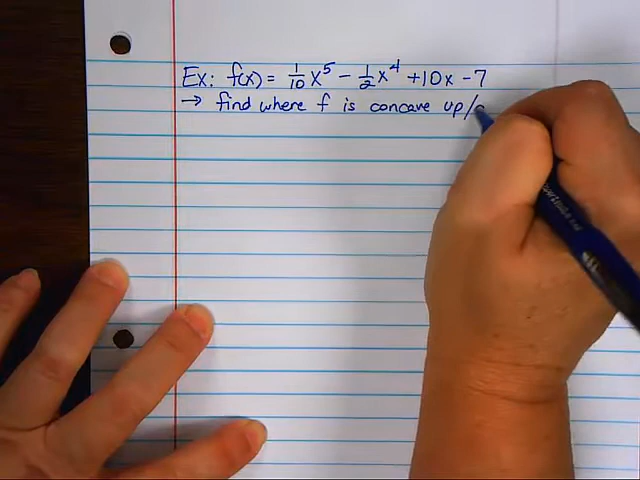 Ex: f(x) = 1/10 x^5 - 1/2 x^4 + 10x - 7
→ find where f is concave up/